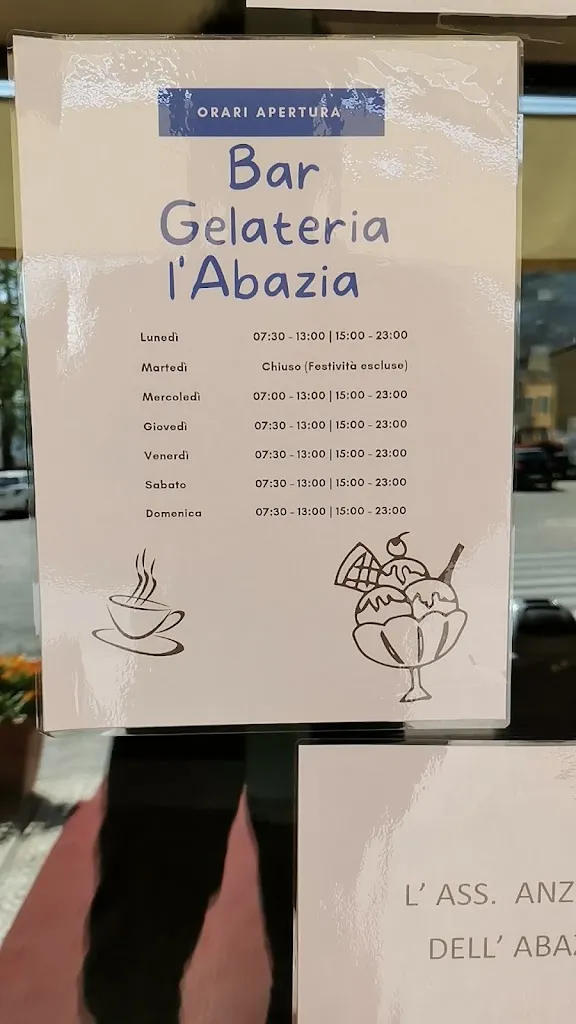 ORARI APERTURA
Bar
Gelateria
l'Abazia
Lunedì 07:30 - 13:00 | 15:00 - 23:00
Martedì Chiuso (Festività escluse)
Mercoledì 07:00 - 13:00 | 15:00 - 23:00
Giovedì 07:30 - 13:00 | 15:00 - 23:00
Venerdì 07:30 - 13:00 | 15:00 - 23:00
Sabato 07:30 - 13:00 | 15:00 - 23:00
Domenica 07:30 - 13:00 | 15:00 - 23:00
L' ASS. ANZ
DELL' ABAZ